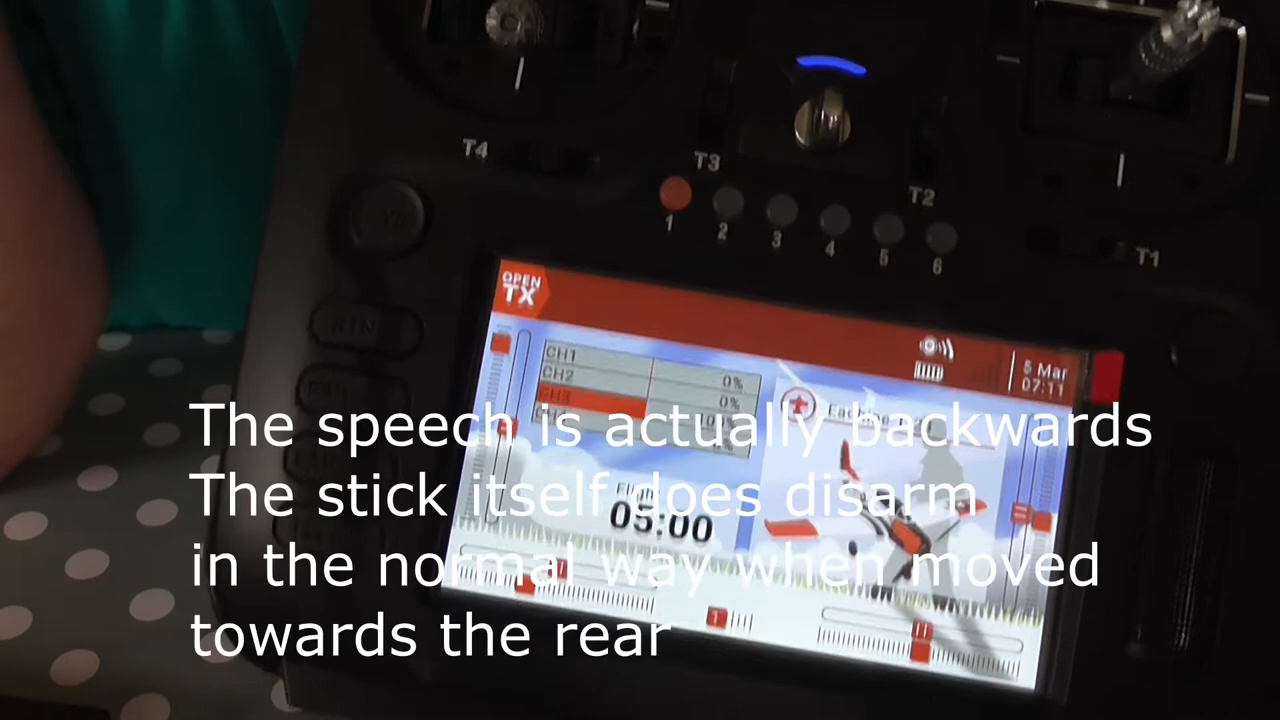 T4
T3
T2
T1
1
2
3
4
5
6
OPEN
TX
5 Mar
07:11
CH1
0%
CH2
0%
CH3
05:00
The speech is actually backwards
The stick itself does disarm
in the normal way when moved
towards the rear